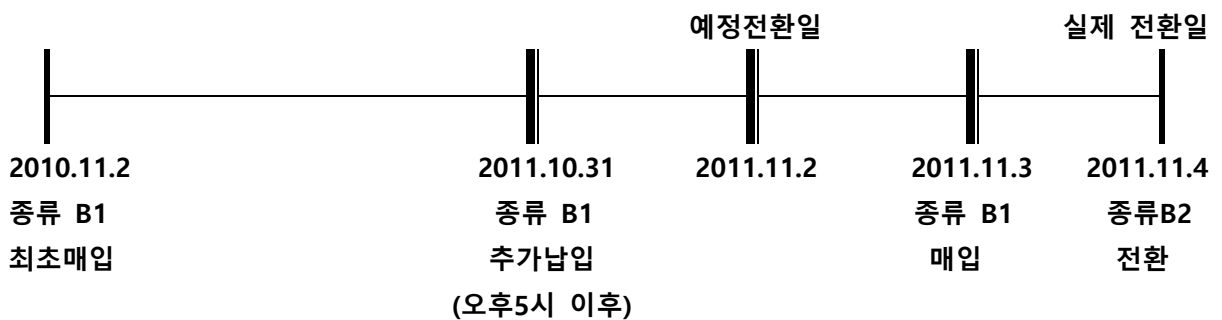 예정전환일 실제 전환일
2010.11.2 2011.10.31 2011.11.2 2011.11.3 2011.11.4
종류 B1 종류 B1 종류 B1 종류B2
최초매입 추가납입 매입 전환
(오후5시 이후)